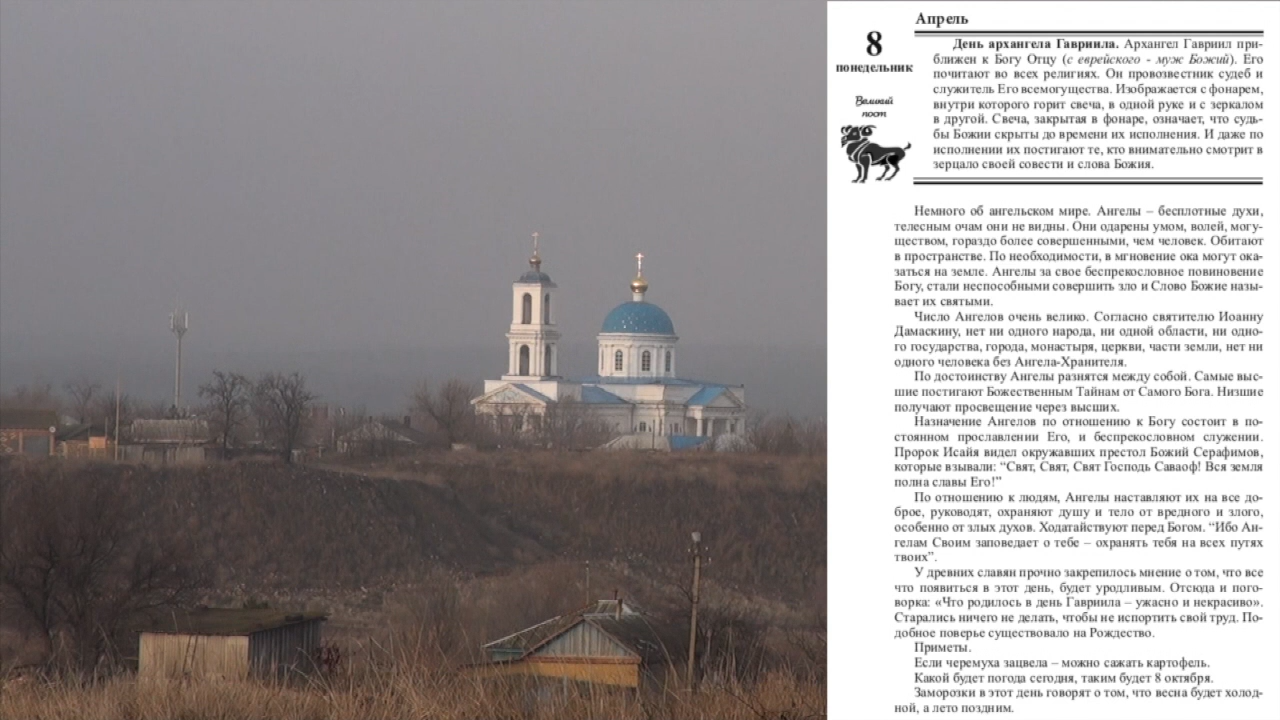 Апрель
8
понедельник
Великий
пост
День архангела Гавриила. Архангел Гавриил при-
ближен к Богу Отцу (с еврейского - муж Божий). Его
почитают во всех религиях. Он провозвестник судеб и
служитель Его всемогущества. Изображается с фонарем,
внутри которого горит свеча, в одной руке и с зеркалом
в другой. Свеча, закрытая в фонаре, означает, что судь-
бы Божии скрыты до времени их исполнения. И даже по
исполнении их постигают те, кто внимательно смотрит в
зерцало своей совести и слова Божия.
Немного об ангельском мире. Ангелы – бесплотные духи,
телесным очам они не видны. Они одарены умом, волей, могу-
ществом, гораздо более совершенными, чем человек. Обитают
в пространстве. По необходимости, в мгновение ока могут ока-
заться на земле. Ангелы за свое беспрекословное повиновение
Богу, стали неспособными совершить зло и Слово Божие назы-
вает их святыми.
Число Ангелов очень велико. Согласно святителю Иоанну
Дамаскину, нет ни одного народа, ни одной области, ни одно-
го государства, города, монастыря, церкви, части земли, нет ни
одного человека без Ангела-Хранителя.
По достоинству Ангелы разнятся между собой. Самые выс-
шие постигают Божественным Тайнам от Самого Бога. Низшие
получают просвещение через высших.
Назначение Ангелов по отношению к Богу состоит в по-
стоянном прославлении Его, и беспрекословном служении.
Пророк Исайя видел окружавших престол Божий Серафимов,
которые взывали: “Свят, Свят, Свят Господь Саваоф! Вся земля
полна славы Его!”
По отношению к людям, Ангелы наставляют их на все до-
брое, руководят, охраняют душу и тело от вредного и злого,
особенно от злых духов. Ходатайствуют перед Богом. “Ибо Ан-
гелам Своим заповедает о тебе – охранять тебя на всех путях
твоих”.
У древних славян прочно закрепилось мнение о том, что все
что появиться в этот день, будет уродливым. Отсюда и пого-
ворка: «Что родилось в день Гавриила – ужасно и некрасиво».
Старались ничего не делать, чтобы не испортить свой труд. По-
добное поверье существовало на Рождество.
Приметы.
Если черемуха зацвела – можно сажать картофель.
Какой будет погода сегодня, таким будет 8 октября.
Заморозки в этот день говорят о том, что весна будет холод-
ной, а лето поздним.